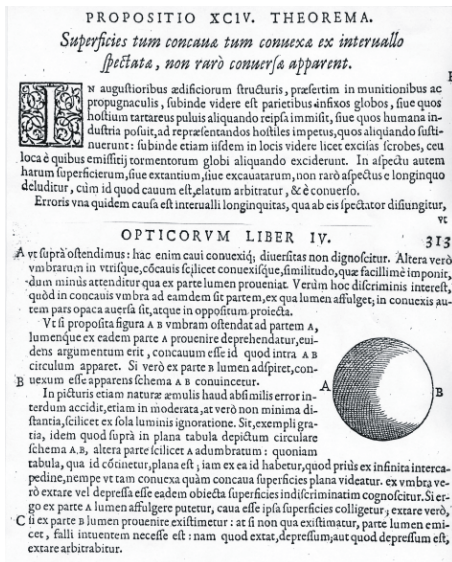 PROPOSITIO XCIV. THEOREMA.
Superficies tum concaua tum conuexa ex interuallo
spectata, non rarò conuersa apparent.
IN augustioribus ædificiorum structuris, præsertim in munitionibus ac
propugnaculis, subinde videre est parietibus infixos globos, siue quos
hostium tartareus puluis aliquando reipsa immisit, siue quos humana in-
dustria posuit, ad repræsentandos hostiles impetus, quos aliquando susti-
nuerunt: subinde etiam iisdem in locis videre licet excisas scrobes, ceu
loca è quibus emissitij tormentorum globi aliquando exciderunt. In aspectu autem
harum superficierum, siue extantium, siue excauatarum, non rarò aspectus e longinquo
deluditur, cùm id quod cauum est, elatum arbitratur, & è conuerso.
Erroris vna quidem causa est interualli longinquitas, qua ab eis spectator disiungitur,
vt
OPTICORVM LIBER IV. 313
A vt suprà ostendimus: hac enim caui conuexiq; diuersitas non dignoscitur. Altera verò
vmbrarum in vtrisque, cōcauis scilicet conuexisque, similitudo, quæ facillimè imponit,
dum minus attenditur qua ex parte lumen proueniat. Verùm hoc discriminis interest,
quòd in concauis vmbra ad eamdem sit partem, ex qua lumen affulget; in conuexis au-
tem pars opaca auersa sit, atque in oppositum proiecta.
Vt si proposita figura A B vmbram ostendat ad partem A,
lumenque ex eadem parte A prouenire deprehendatur, eui-
dens argumentum erit, concauum esse id quod intra A B
circulum apparet. Si verò ex parte B lumen adspiret, con-
B uexum esse apparens schema A B conuincetur.
A B
In picturis etiam naturæ æmulis haud absimilis error in-
terdum accidit, etiam in moderata, at verò non minima di-
stantia, scilicet ex sola luminis ignoratione. Sit, exempli gra-
tia, idem quod suprà in plana tabula depictum circulare
schema A, B, altera parte scilicet A adumbratum: quoniam
tabula, qua id cōtinetur, plana est; iam ex ea id habetur, quod priùs ex infinita interca-
pedine, nempe vt tam conuexa quàm concaua superficies plana videatur. ex vmbra ve-
rò extare vel depressa esse eadem obiecta superficies indiscriminatim cognoscitur. Si er-
go ex parte A lumen affulgere putetur, caua esse ipsa superficies colligetur; extare verò,
C si ex parte B lumen prouenire existimetur: at si non qua existimatur, parte lumen emi-
cet, falli intuentem necesse est: nam quod extat, depressum; aut quod depressum est,
extare arbitrabitur.